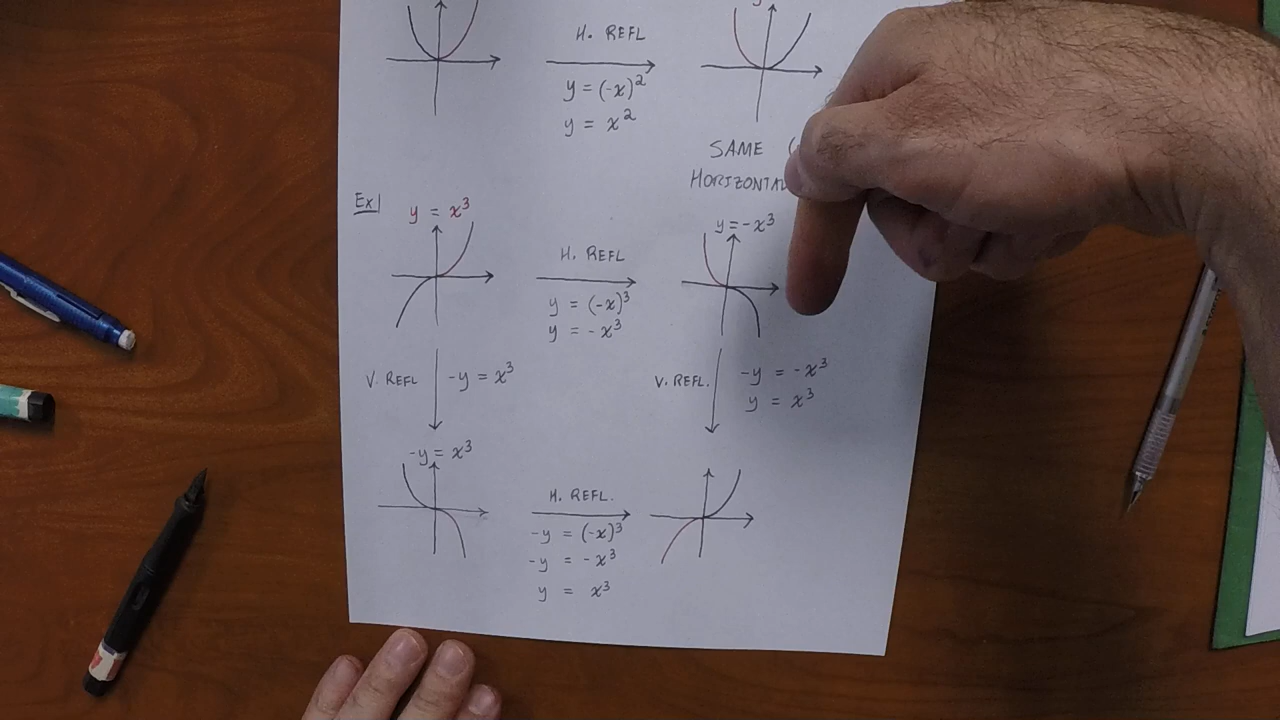 H. REFL
y = (-x)²
y = x²
SAME
HORIZONTAL
Ex1
y = x³
H. REFL
y = (-x)³
y = -x³
y = -x³
V. REFL
-y = x³
V. REFL.
-y = -x³
y = x³
-y = x³
H. REFL.
-y = (-x)³
-y = -x³
y = x³